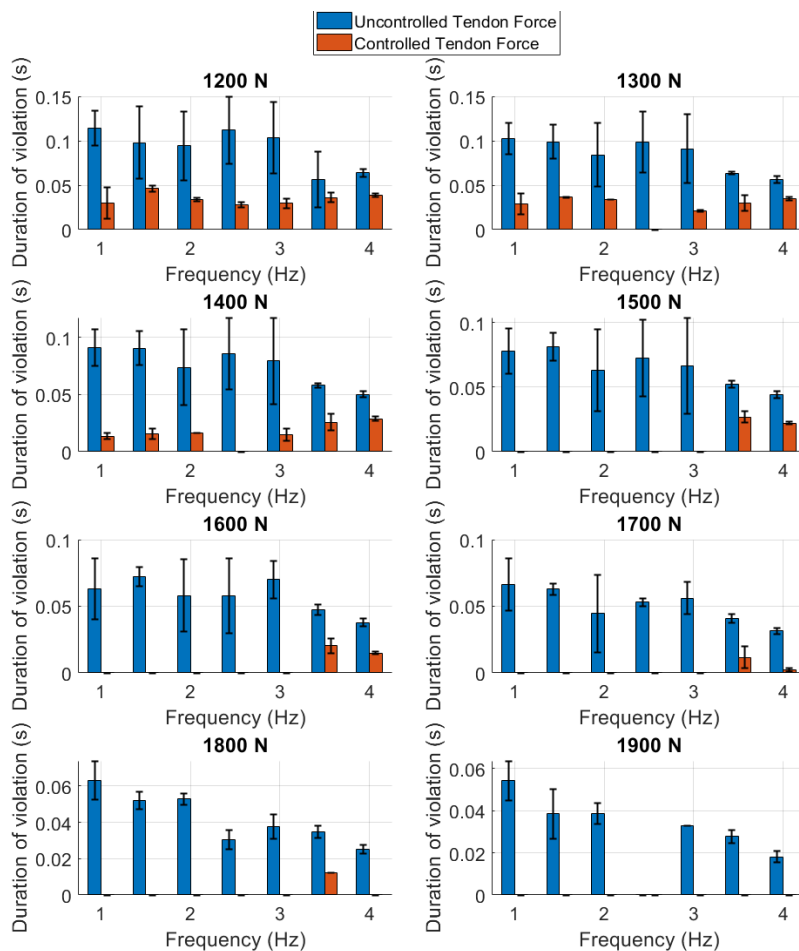 Uncontrolled Tendon Force
Controlled Tendon Force
1200 N
Duration of violation (s)
0.15
0.1
0.05
0
1 2 3 4
Frequency (Hz)
1300 N
Duration of violation (s)
0.15
0.1
0.05
0
1 2 3 4
Frequency (Hz)
1400 N
Duration of violation (s)
0.1
0.05
0
1 2 3 4
Frequency (Hz)
1500 N
Duration of violation (s)
0.1
0.05
0
1 2 3 4
Frequency (Hz)
1600 N
Duration of violation (s)
0.1
0.05
0
1 2 3 4
Frequency (Hz)
1700 N
Duration of violation (s)
0.1
0.05
0
1 2 3 4
Frequency (Hz)
1800 N
Duration of violation (s)
0.06
0.04
0.02
0
1 2 3 4
Frequency (Hz)
1900 N
Duration of violation (s)
0.06
0.04
0.02
0
1 2 3 4
Frequency (Hz)